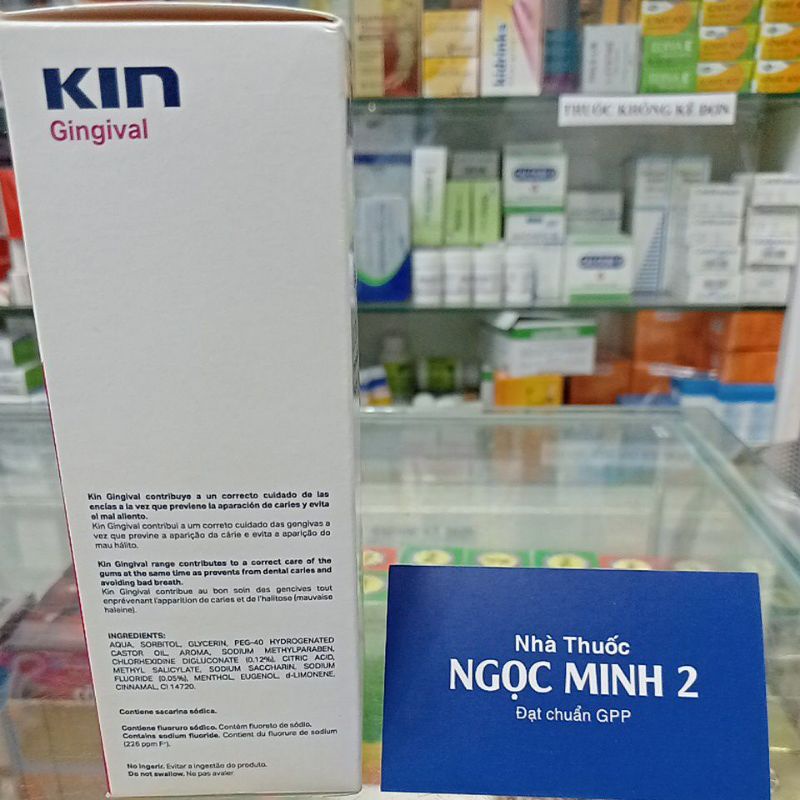 KIN
Gingival
Kin Gingival contribuye a un correcto cuidado de las
encías a la vez que previene la aparación de caries y evita
el mal aliento.
Kin Gingival contribui a um correto cuidado das gengivas a
vez que previne a aparição da cárie e evita a aparição do
mau hálito.
Kin Gingival range contributes to a correct care of the
gums at the same time as prevents from dental caries and
avoiding bad breath.
Kin Gingival contribue au bon soin des gencives tout
enprévenant l'apparition de caries et de l'halitose (mauvaise
haleine).
INGREDIENTS:
AQUA, SORBITOL, GLYCERIN, PEG-40 HYDROGENATED
CASTOR OIL, AROMA, SODIUM METHYLPARABEN,
CHLORHEXIDINE DIGLUCONATE (0.12%), CITRIC ACID,
METHYL SALICYLATE, SODIUM SACCHARIN, SODIUM
FLUORIDE (0.05%), MENTHOL, EUGENOL, d-LIMONENE,
CINNAMAL, CI 14720.
Contiene sacarina sódica.
Contiene fluoruro sódico. Contém fluoreto de sódio.
Contains sodium fluoride. Contient du fluorure de sodium
(226 ppm F-).
No ingerir. Evitar a ingestão do produto.
Do not swallow. Ne pas avaler.
kidrinks
THUỐC KHÔNG KÊ ĐƠN
Nhà Thuốc
NGỌC MINH 2
Đạt chuẩn GPP